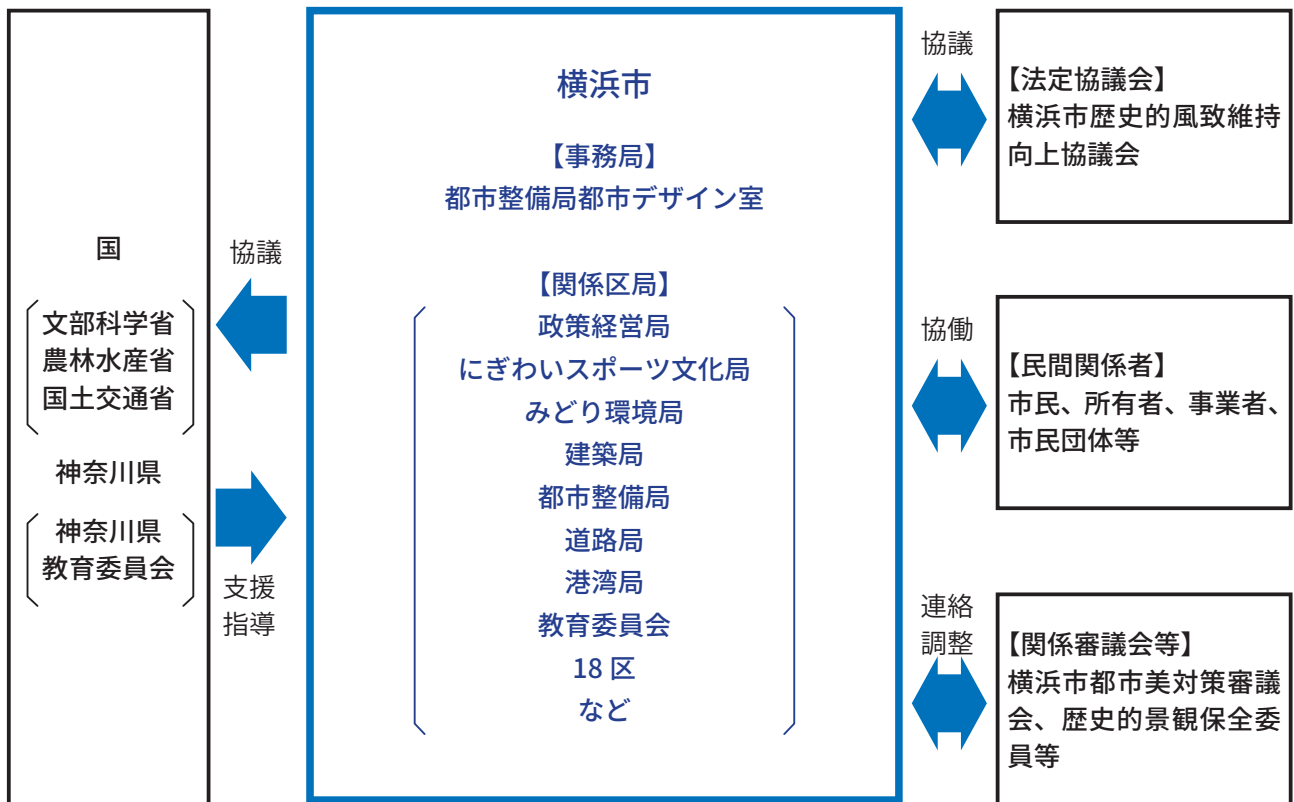 国
文部科学省
農林水産省
国土交通省
神奈川県
神奈川県
教育委員会
協議
支援
指導
横浜市
【事務局】
都市整備局都市デザイン室
【関係区局】
政策経営局
にぎわいスポーツ文化局
みどり環境局
建築局
都市整備局
道路局
港湾局
教育委員会
18 区
など
協議
【法定協議会】
横浜市歴史的風致維持
向上協議会
協働
【民間関係者】
市民、所有者、事業者、
市民団体等
連絡
調整
【関係審議会等】
横浜市都市美対策審議
会、歴史的景観保全委
員等